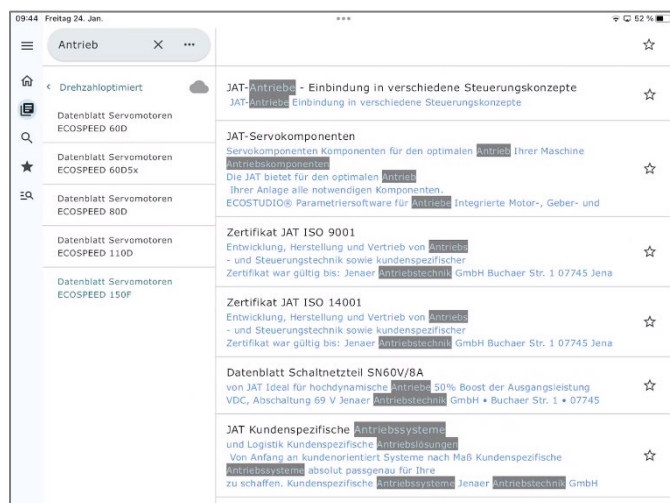 09:44 Freitag 24. Jan.
52 %
Antrieb
Drehzahloptimiert
Datenblatt Servomotoren
ECOSPEED 60D
Datenblatt Servomotoren
ECOSPEED 60D5x
Datenblatt Servomotoren
ECOSPEED 80D
Datenblatt Servomotoren
ECOSPEED 110D
Datenblatt Servomotoren
ECOSPEED 150F
JAT-Antriebe - Einbindung in verschiedene Steuerungskonzepte
JAT-Antriebe Einbindung in verschiedene Steuerungskonzepte
JAT-Servokomponenten
Servokomponenten Komponenten für den optimalen Antrieb Ihrer Maschine
Antriebskomponenten
Die JAT bietet für den optimalen Antrieb
Ihrer Anlage alle notwendigen Komponenten.
ECOSTUDIO® Parametriersoftware für Antriebe Integrierte Motor-, Geber- und
Zertifikat JAT ISO 9001
Entwicklung, Herstellung und Vertrieb von Antriebs
- und Steuerungstechnik sowie kundenspezifischer
Zertifikat war gültig bis: Jenaer Antriebstechnik GmbH Buchaer Str. 1 07745 Jena
Zertifikat JAT ISO 14001
Entwicklung, Herstellung und Vertrieb von Antriebs
- und Steuerungstechnik sowie kundenspezifischer
Zertifikat war gültig bis: Jenaer Antriebstechnik GmbH Buchaer Str. 1 07745 Jena
Datenblatt Schaltnetzteil SN60V/8A
von JAT Ideal für hochdynamische Antriebe 50% Boost der Ausgangsleistung
VDC, Abschaltung 69 V Jenaer Antriebstechnik GmbH • Buchaer Str. 1 • 07745
JAT Kundenspezifische Antriebssysteme
und Logistik Kundenspezifische Antriebslösungen
Von Anfang an kundenorientiert Systeme nach Maß Kundenspezifische
Antriebssysteme absolut passgenau für Ihre
zu schaffen. Kundenspezifische Antriebssysteme Jenaer Antriebstechnik GmbH